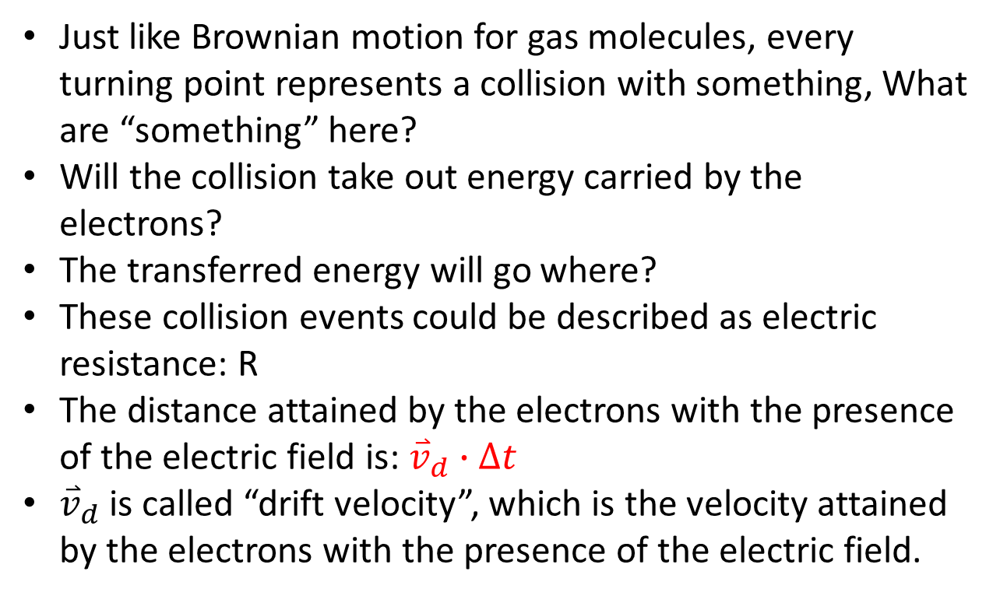 • Just like Brownian motion for gas molecules, every
turning point represents a collision with something, What
are “something” here?
• Will the collision take out energy carried by the
electrons?
• The transferred energy will go where?
• These collision events could be described as electric
resistance: R
• The distance attained by the electrons with the presence
of the electric field is: $\vec{v}_d \cdot \Delta t$
• $\vec{v}_d$ is called “drift velocity”, which is the velocity attained
by the electrons with the presence of the electric field.